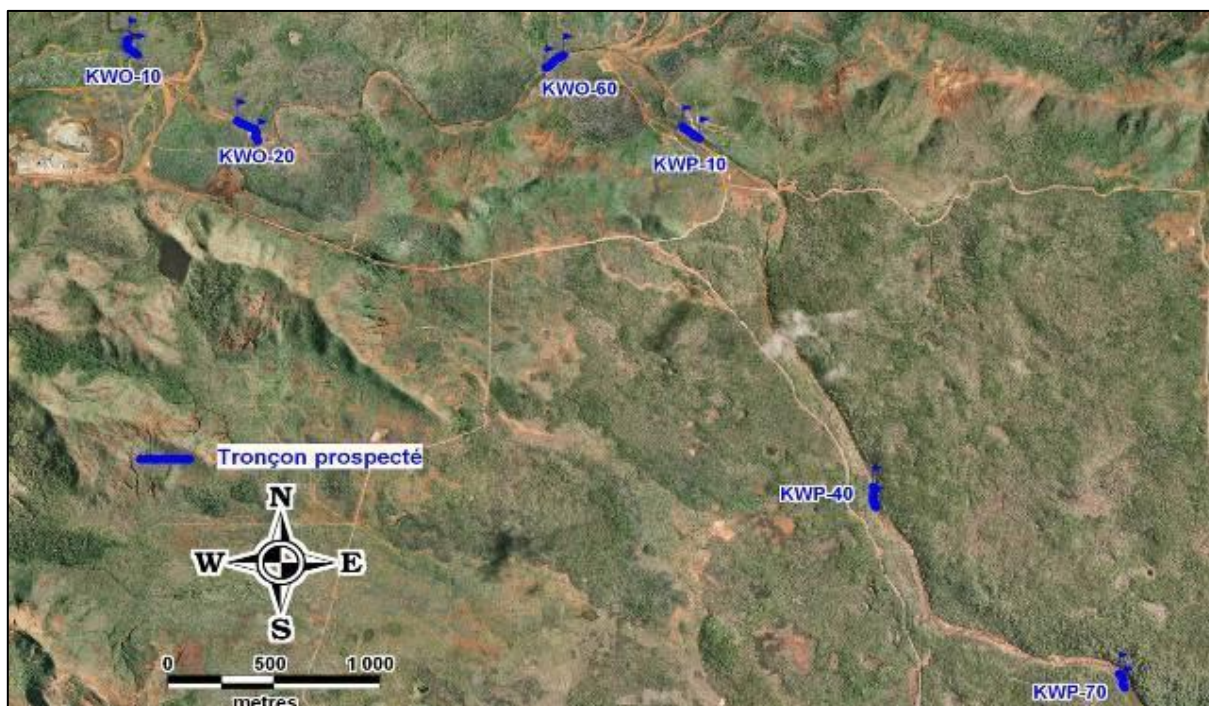 KWO-10
KWO-60
KWO-20
KWP-10
Tronçon prospecté
KWP-40
N
W E
S
0 500 1 000
metres
KWP-70